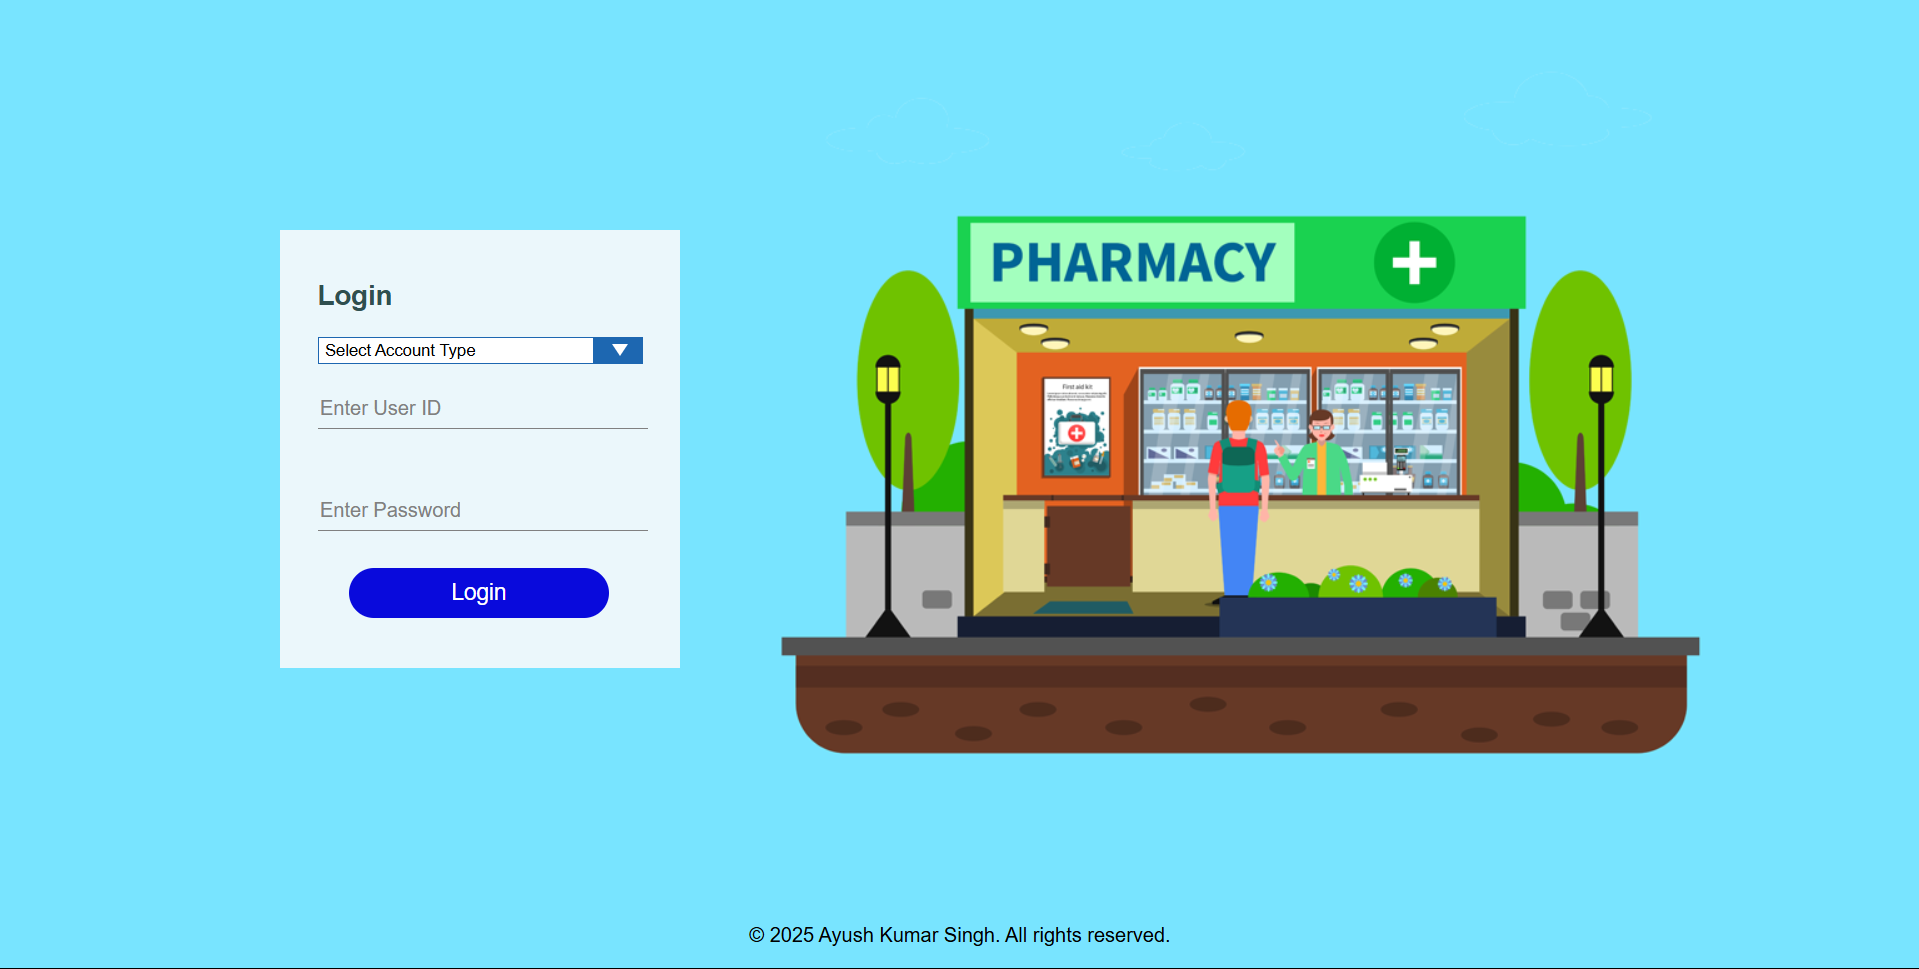 Login
Select Account Type
Enter User ID
Enter Password
Login
PHARMACY
First aid kit
© 2025 Ayush Kumar Singh. All rights reserved.